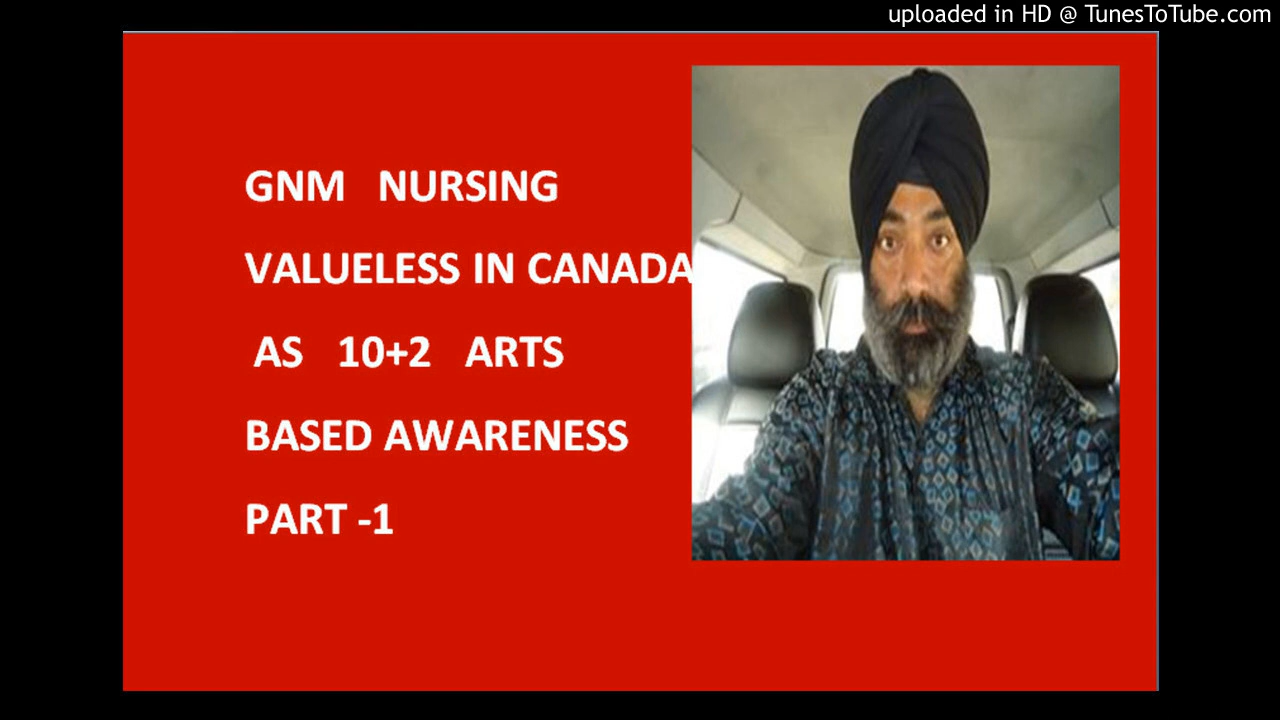 uploaded in HD @ TunesToTube.com
GNM NURSING
VALUELESS IN CANADA
AS 10+2 ARTS
BASED AWARENESS
PART -1